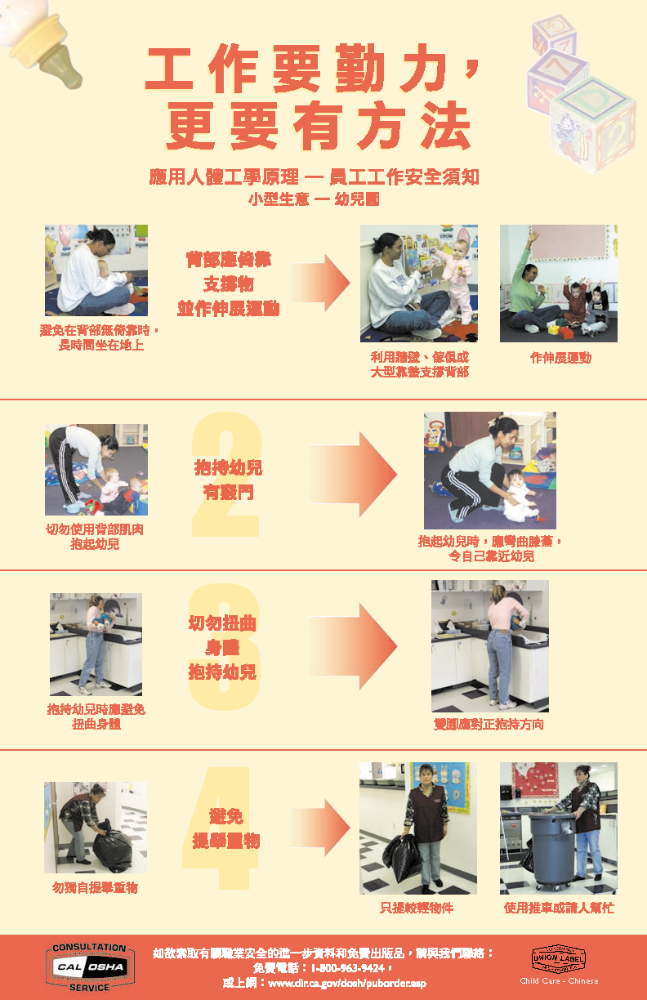 工作要勤力，
更要有方法
應用人體工學原理 — 員工工作安全須知
小型生意 — 幼兒園
背部應倚靠
支撐物
並作伸展運動
避免在背部無倚靠時，
長時間坐在地上
利用牆壁、傢俱或
大型靠墊支撐背部
作伸展運動
2
抱持幼兒
有竅門
切勿使用背部肌肉
抱起幼兒
抱起幼兒時，應彎曲膝蓋，
令自己靠近幼兒
3
切勿扭曲
身體
抱持幼兒
抱持幼兒時應避免
扭曲身體
雙腳應對正抱持方向
4
避免
提舉重物
勿獨自提舉重物
只提較輕物件
使用推車或請人幫忙
CONSULTATION
CAL OSHA
SERVICE
如欲索取有關職業安全的進一步資料和免費出版品，請與我們聯絡：
免費電話：1-800-963-9424，
或上網：www.dir.ca.gov/dosh/puborder.asp
UNION LABEL
Child Care - Chinese